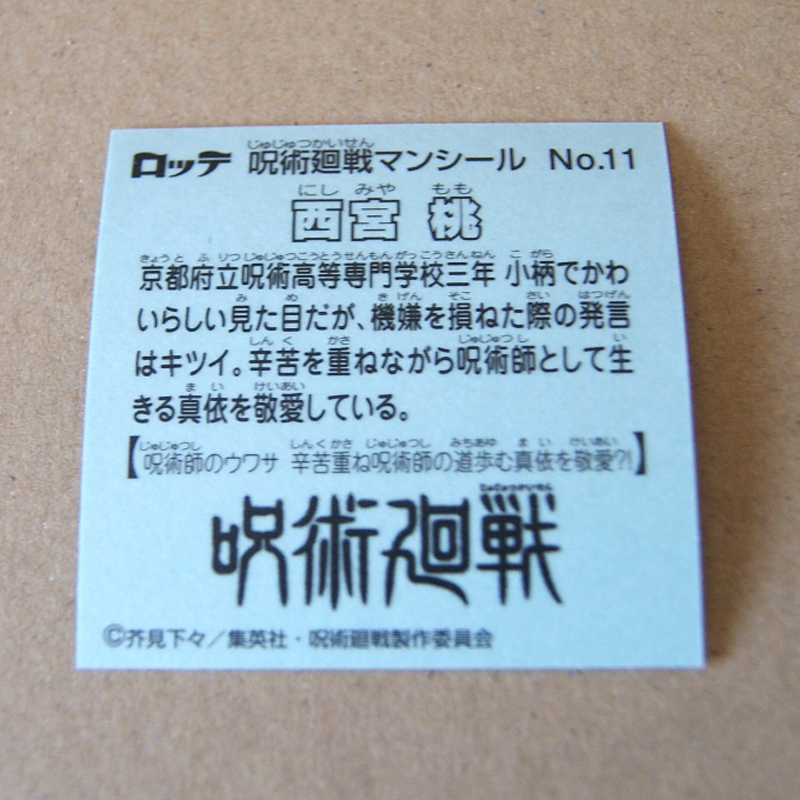 ロッテ 呪術廻戦マンシール No.11
西宮 桃
京都府立呪術高等専門学校三年 小柄でかわ
いらしい見た目だが、機嫌を損ねた際の発言
はキツイ。辛苦を重ねながら呪術師として生
きる真依を敬愛している。
【呪術師のウワサ 辛苦重ね呪術師の道歩む真依を敬愛?!】
呪術廻戦
©芥見下々/集英社・呪術廻戦製作委員会